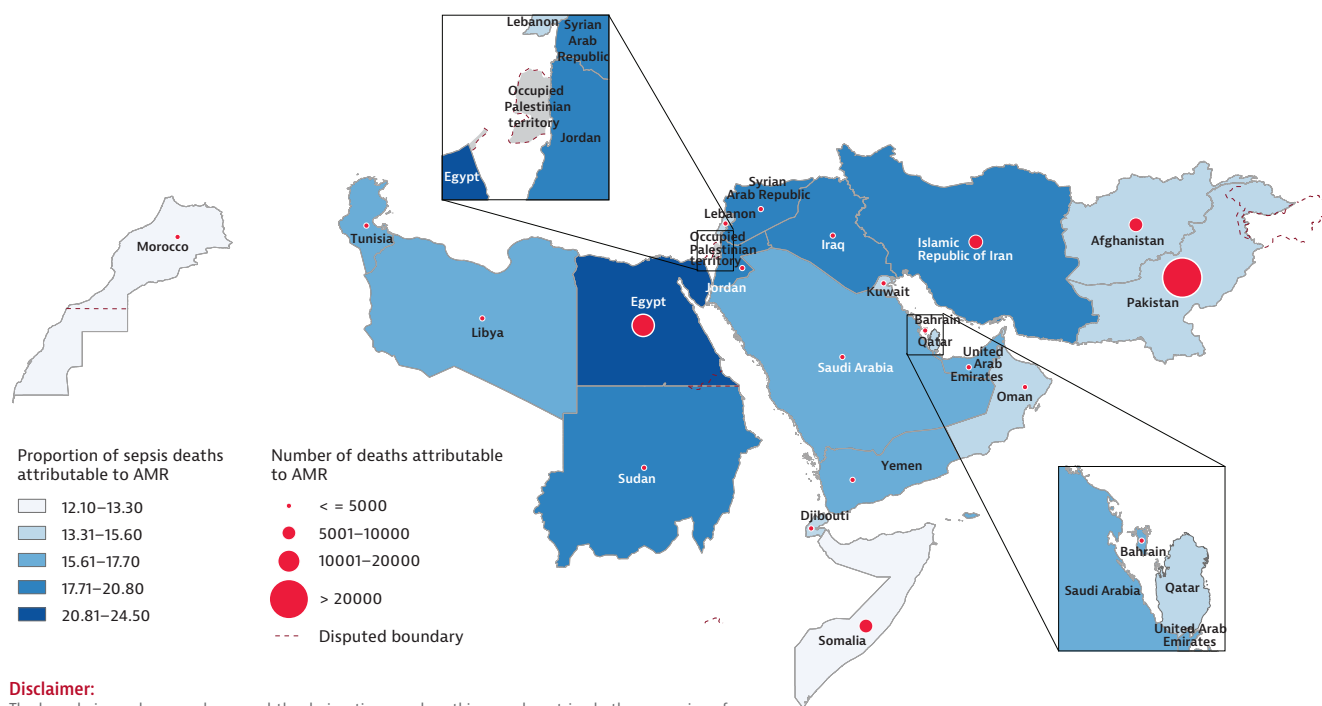 Lebanon
Syrian
Arab
Republic
Occupied
Palestinian
territory
Jordan
Egypt
Morocco
Tunisia
Libya
Egypt
Sudan
Syrian
Arab Republic
Lebanon
Occupied
Palestinian
territory
Jordan
Iraq
Islamic
Republic of Iran
Afghanistan
Pakistan
Kuwait
Bahrain
Qatar
United
Arab
Emirates
Saudi Arabia
Oman
Yemen
Djibouti
Somalia
Bahrain
Saudi Arabia
Qatar
United Arab
Emirates
Proportion of sepsis deaths
attributable to AMR
12.10–13.30
13.31–15.60
15.61–17.70
17.71–20.80
20.81–24.50
Number of deaths attributable
to AMR
< = 5000
5001–10000
10001–20000
> 20000
Disputed boundary
Disclaimer: